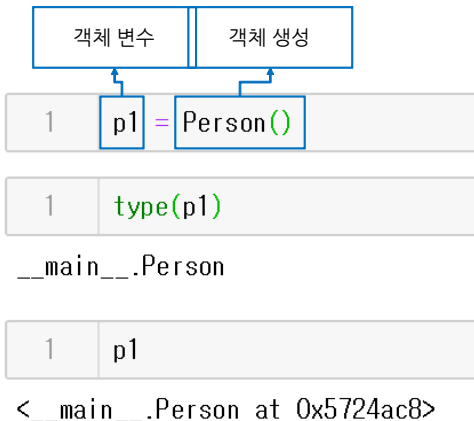 객체 변수 객체 생성
1 p1 = Person()
1 type(p1)
__main__.Person
1 p1
<__main__.Person at 0x5724ac8>